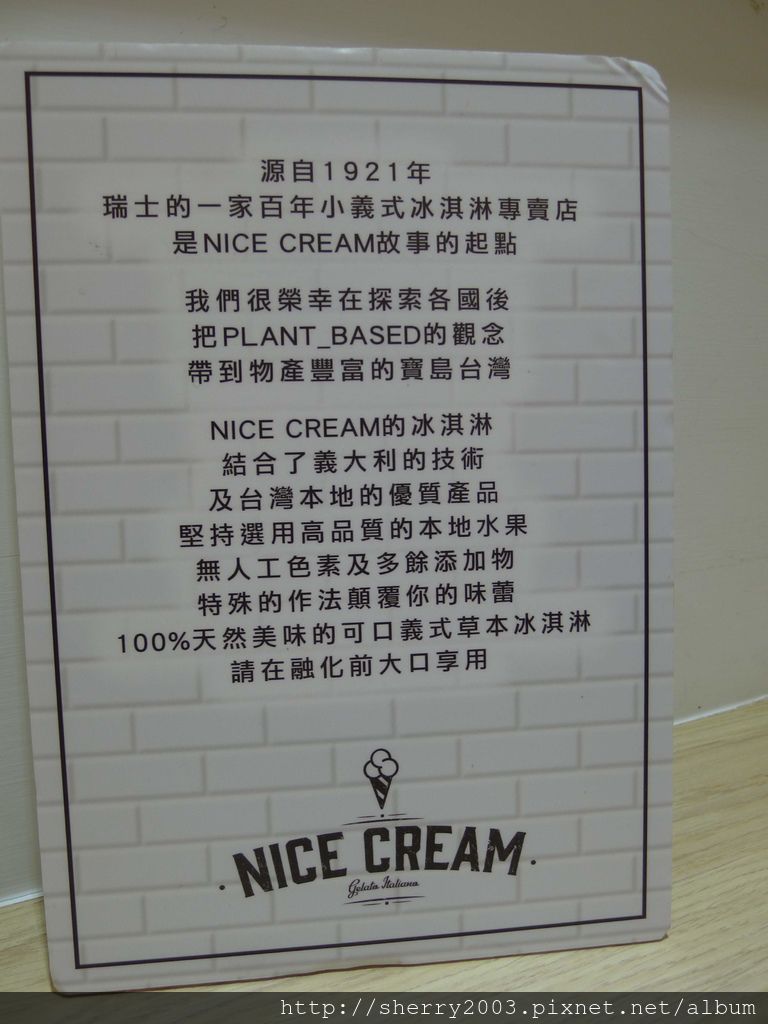 源自1921年
瑞士的一家百年小義式冰淇淋專賣店
是NICE CREAM故事的起點
我們很榮幸在探索各國後
把PLANT_BASED的觀念
帶到物產豐富的寶島台灣
NICE CREAM的冰淇淋
結合了義大利的技術
及台灣本地的優質產品
堅持選用高品質的本地水果
無人工色素及多餘添加物
特殊的作法顛覆你的味蕾
100%天然美味的可口義式草本冰淇淋
請在融化前大口享用
NICE CREAM
Gelato Italiano
http://sherry2003.pixnet.net/album